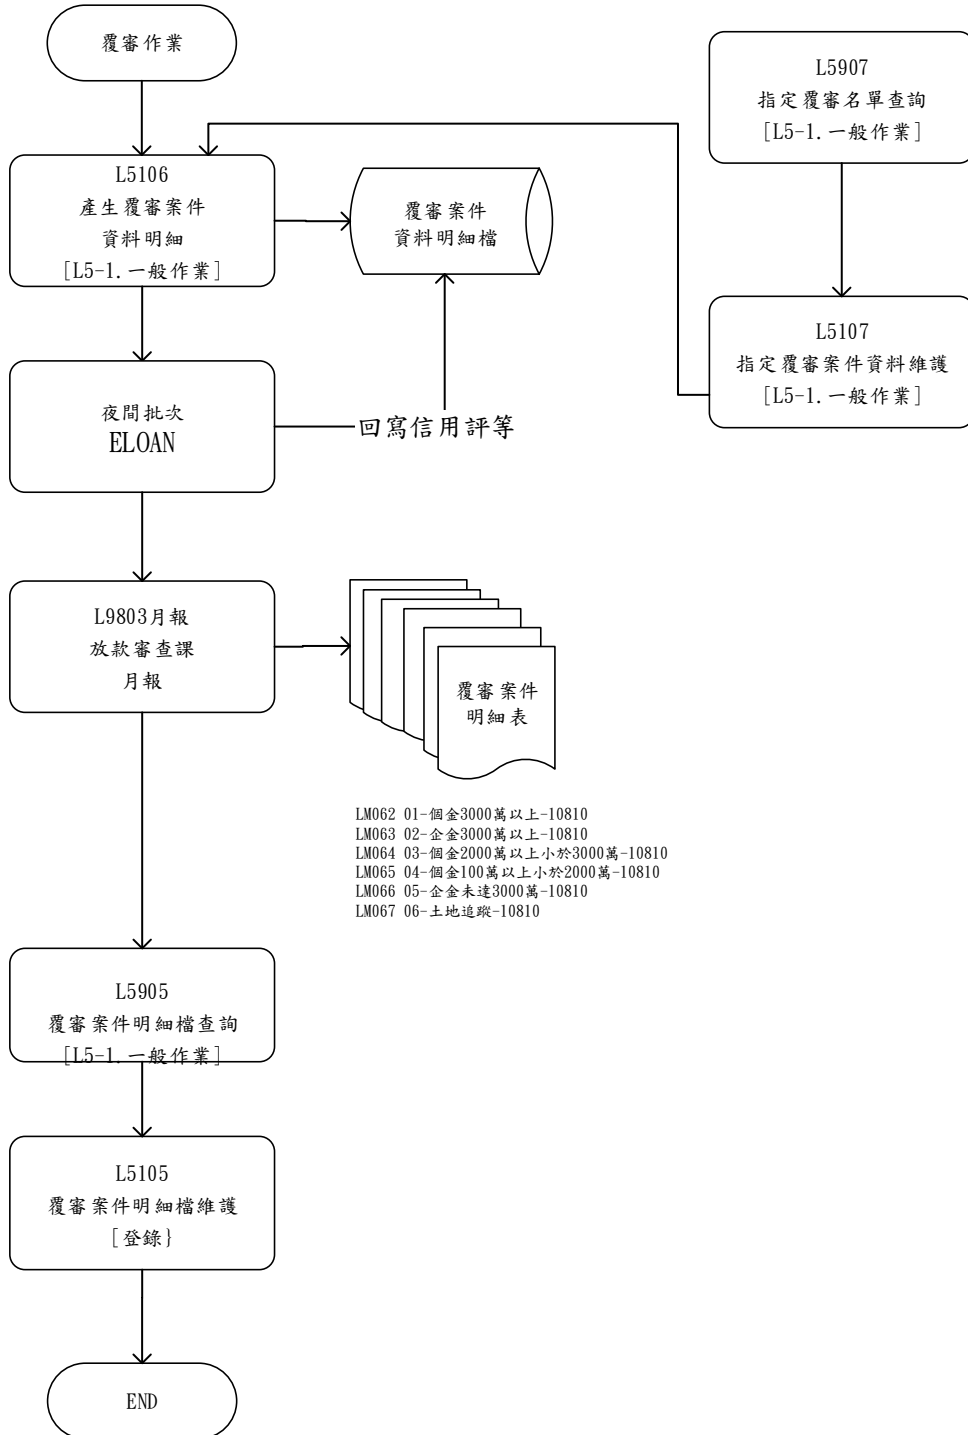 覆審作業
L5907
指定覆審名單查詢
[L5-1.一般作業]
L5106
產生覆審案件
資料明細
[L5-1.一般作業]
覆審案件
資料明細檔
L5107
指定覆審案件資料維護
[L5-1.一般作業]
夜間批次
ELOAN
回寫信用評等
L9803月報
放款審查課
月報
覆審案件
明細表
LM062 01-個金3000萬以上-10810
LM063 02-企金3000萬以上-10810
LM064 03-個金2000萬以上小於3000萬-10810
LM065 04-個金100萬以上小於2000萬-10810
LM066 05-企金未達3000萬-10810
LM067 06-土地追蹤-10810
L5905
覆審案件明細檔查詢
[L5-1.一般作業]
L5105
覆審案件明細檔維護
[登錄}
END